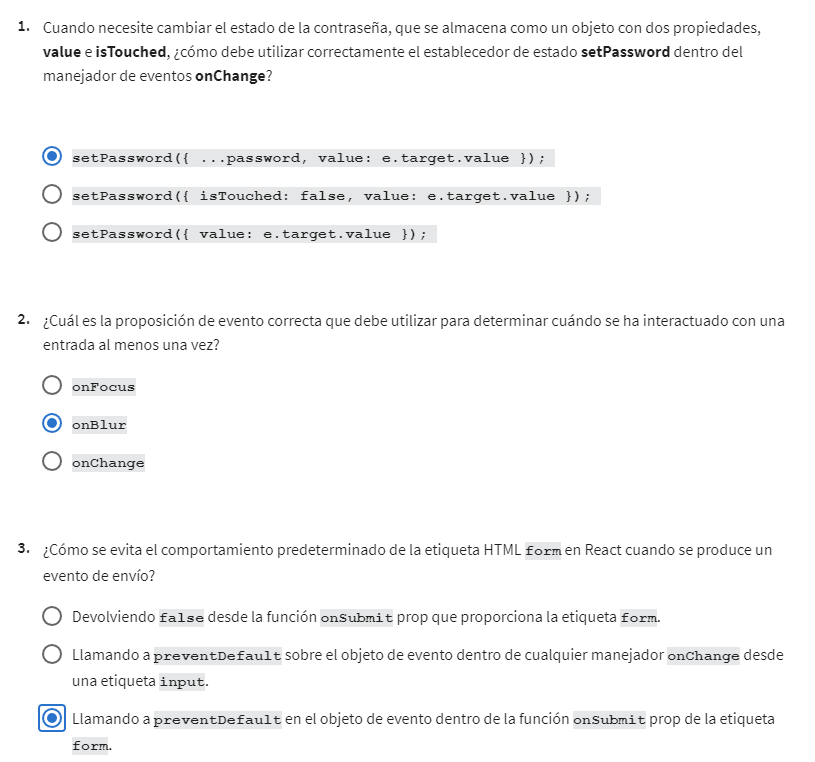 1. Cuando necesite cambiar el estado de la contraseña, que se almacena como un objeto con dos propiedades,
value e isTouched, ¿cómo debe utilizar correctamente el establecedor de estado setPassword dentro del
manejador de eventos onChange?
setPassword({ ...password, value: e.target.value });
setPassword({ isTouched: false, value: e.target.value });
setPassword({ value: e.target.value });
2. ¿Cuál es la proposición de evento correcta que debe utilizar para determinar cuándo se ha interactuado con una
entrada al menos una vez?
onFocus
onBlur
onChange
3. ¿Cómo se evita el comportamiento predeterminado de la etiqueta HTML form en React cuando se produce un
evento de envío?
Devolviendo false desde la función onSubmit prop que proporciona la etiqueta form.
Llamando a preventDefault sobre el objeto de evento dentro de cualquier manejador onChange desde
una etiqueta input.
Llamando a preventDefault en el objeto de evento dentro de la función onSubmit prop de la etiqueta
form.